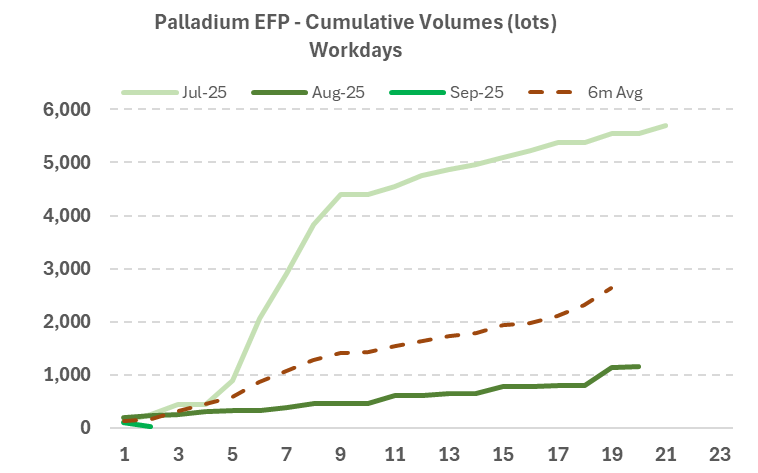 Palladium EFP - Cumulative Volumes (lots)
Workdays
Jul-25 Aug-25 Sep-25 6m Avg
6,000
5,000
4,000
3,000
2,000
1,000
0
1 3 5 7 9 11 13 15 17 19 21 23